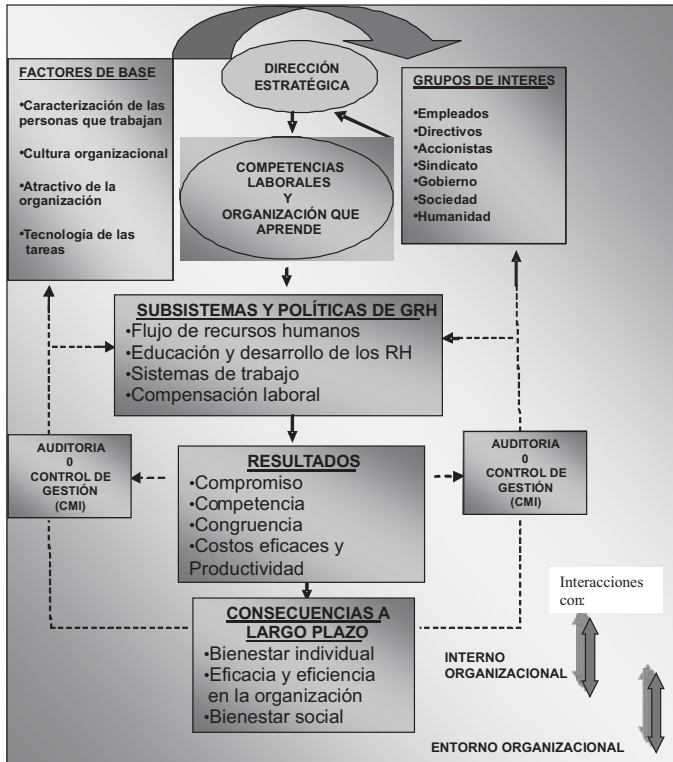 FACTORES DE BASE
•Caracterización de las
personas que trabajan
•Cultura organizacional
•Atractivo de la
organización
•Tecnología de las
tareas
DIRECCIÓN
ESTRATÉGICA
GRUPOS DE INTERES
•Empleados
•Directivos
•Accionistas
•Sindicato
•Gobierno
•Sociedad
•Humanidad
COMPETENCIAS
LABORALES
Y
ORGANIZACIÓN QUE
APRENDE
SUBSISTEMAS Y POLÍTICAS DE GRH
•Flujo de recursos humanos
•Educación y desarrollo de los RH
•Sistemas de trabajo
•Compensación laboral
AUDITORIA
0
CONTROL DE
GESTIÓN
(CMI)
RESULTADOS
•Compromiso
•Competencia
•Congruencia
•Costos eficaces y
Productividad
AUDITORIA
0
CONTROL DE
GESTIÓN
(CMI)
CONSECUENCIAS A
LARGO PLAZO
•Bienestar individual
•Eficacia y eficiencia
en la organización
•Bienestar social
Interacciones
con:
INTERNO
ORGANIZACIONAL
ENTORNO ORGANIZACIONAL